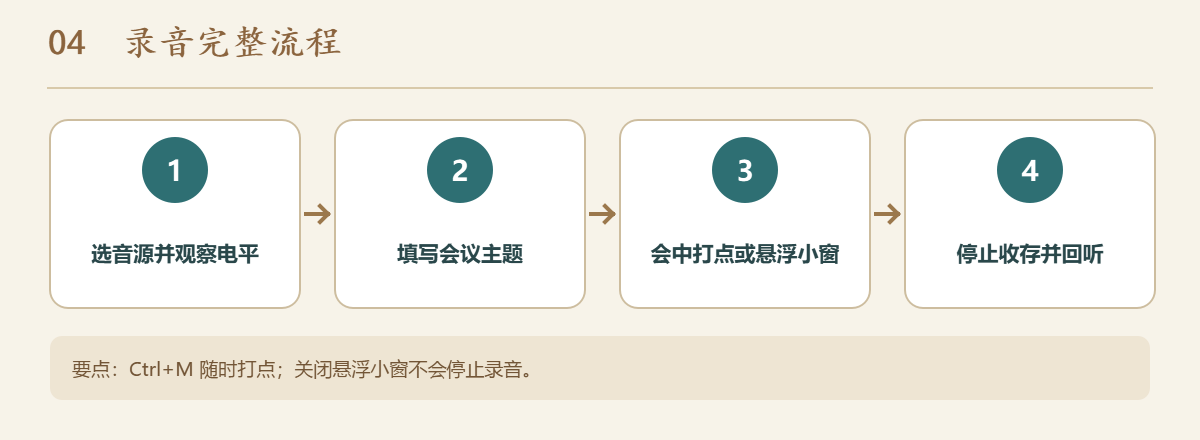 04 录音完整流程
1
选音源并观察电平
2
填写会议主题
3
会中打点或悬浮小窗
4
停止收存并回听
要点：Ctrl+M 随时打点；关闭悬浮小窗不会停止录音。